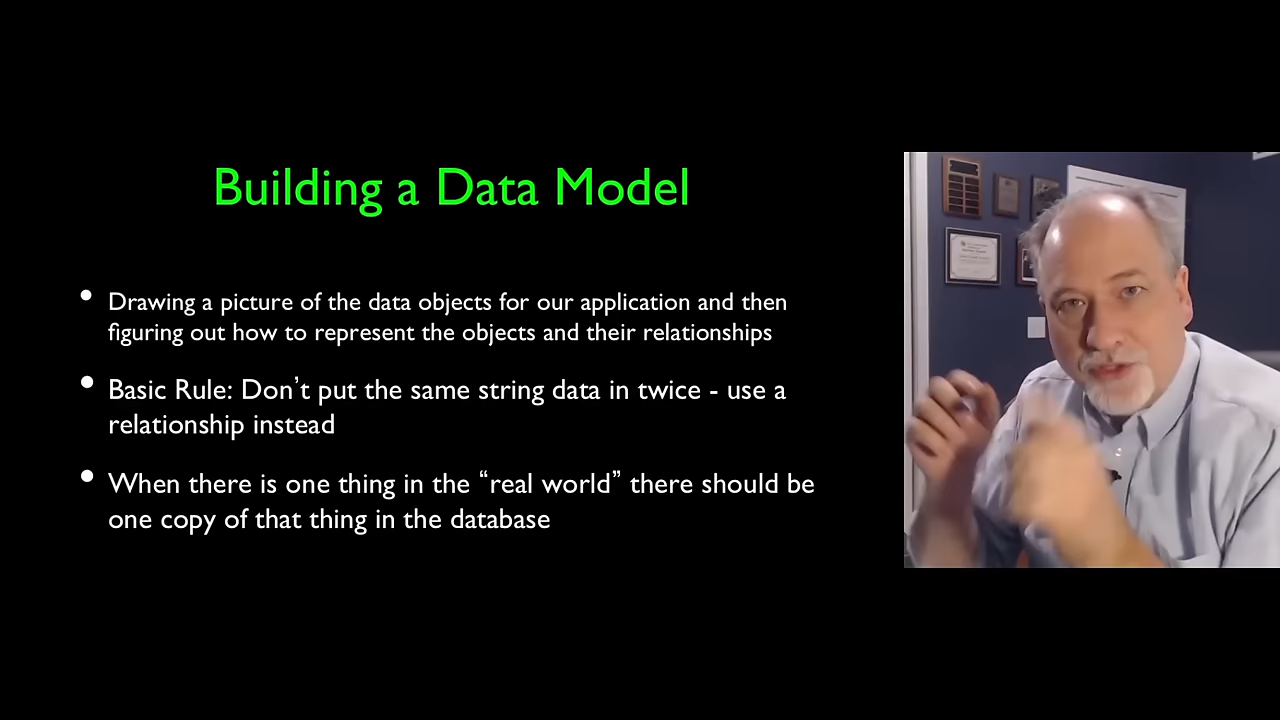 Building a Data Model
• Drawing a picture of the data objects for our application and then
figuring out how to represent the objects and their relationships
• Basic Rule: Don’t put the same string data in twice - use a
relationship instead
• When there is one thing in the “real world” there should be
one copy of that thing in the database